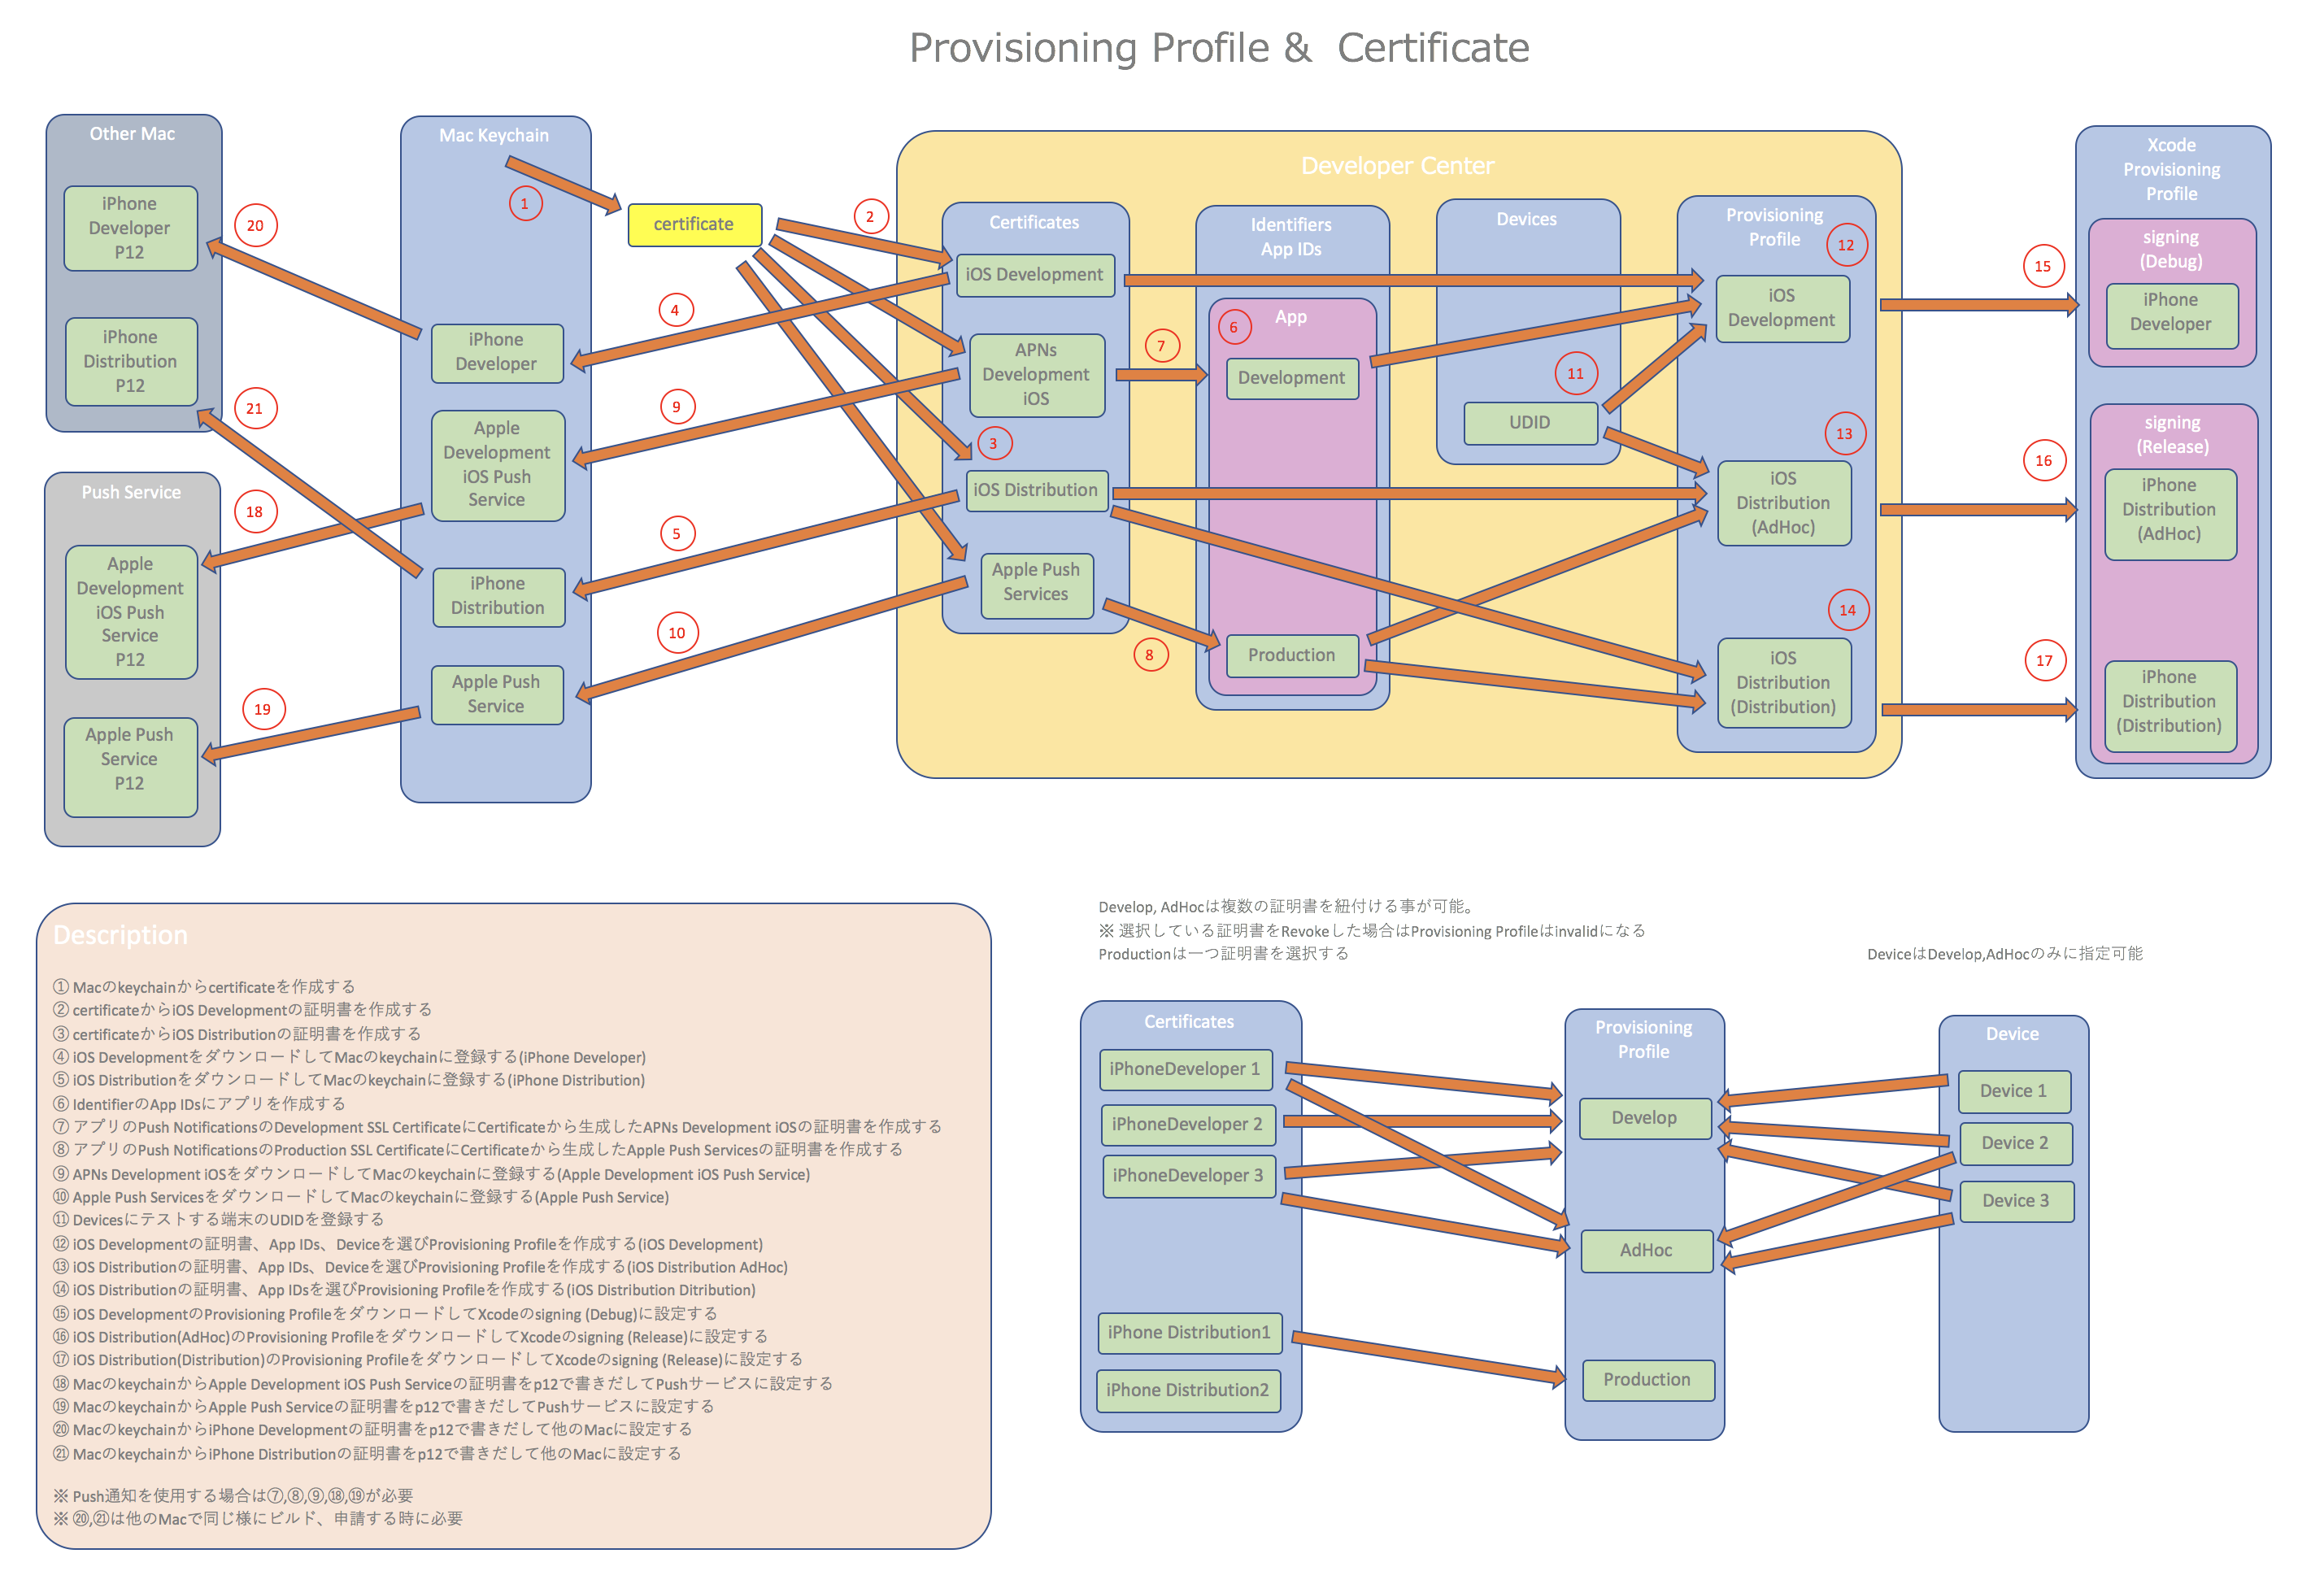 Provisioning Profile & Certificate
Other Mac
iPhone
Developer
P12
iPhone
Distribution
P12
20
21
Push Service
Apple
Development
iOS Push
Service
P12
Apple Push
Service
P12
18
19
Mac Keychain
1
iPhone
Developer
Apple
Development
iOS Push
Service
iPhone
Distribution
Apple Push
Service
certificate
2
4
9
5
10
Developer Center
Certificates
iOS Development
APNs
Development
iOS
3
iOS Distribution
Apple Push
Services
7
8
Identifiers
App IDs
App
6
Development
Production
Devices
11
UDID
Provisioning
Profile
12
iOS
Development
13
iOS
Distribution
(AdHoc)
14
iOS
Distribution
(Distribution)
15
16
17
Xcode
Provisioning
Profile
signing
(Debug)
iPhone
Developer
signing
(Release)
iPhone
Distribution
(AdHoc)
iPhone
Distribution
(Distribution)
Description
① Macのkeychainからcertificateを作成する
② certificateからiOS Developmentの証明書を作成する
③ certificateからiOS Distributionの証明書を作成する
④ iOS DevelopmentをダウンロードしてMacのkeychainに登録する(iPhone Developer)
⑤ iOS DistributionをダウンロードしてMacのkeychainに登録する(iPhone Distribution)
⑥ IdentifierのApp IDsにアプリを作成する
⑦ アプリのPush NotificationsのDevelopment SSL CertificateにCertificateから生成したAPNs Development iOSの証明書を作成する
⑧ アプリのPush NotificationsのProduction SSL CertificateにCertificateから生成したApple Push Servicesの証明書を作成する
⑨ APNs Development iOSをダウンロードしてMacのkeychainに登録する(Apple Development iOS Push Service)
⑩ Apple Push ServicesをダウンロードしてMacのkeychainに登録する(Apple Push Service)
⑪ Devicesにテストする端末のUDIDを登録する
⑫ iOS Developmentの証明書、App IDs、Deviceを選びProvisioning Profileを作成する(iOS Development)
⑬ iOS Distributionの証明書、App IDs、Deviceを選びProvisioning Profileを作成する(iOS Distribution AdHoc)
⑭ iOS Distributionの証明書、App IDsを選びProvisioning Profileを作成する(iOS Distribution Ditribution)
⑮ iOS DevelopmentのProvisioning ProfileをダウンロードしてXcodeのsigning (Debug)に設定する
⑯ iOS Distribution(AdHoc)のProvisioning ProfileをダウンロードしてXcodeのsigning (Release)に設定する
⑰ iOS Distribution(Distribution)のProvisioning ProfileをダウンロードしてXcodeのsigning (Release)に設定する
⑱ MacのkeychainからApple Development iOS Push Serviceの証明書をp12で書きだしてPushサービスに設定する
⑲ MacのkeychainからApple Push Serviceの証明書をp12で書きだしてPushサービスに設定する
⑳ MacのkeychainからiPhone Developmentの証明書をp12で書きだして他のMacに設定する
㉑ MacのkeychainからiPhone Distributionの証明書をp12で書きだして他のMacに設定する
※ Push通知を使用する場合は⑦,⑧,⑨,⑱,⑲が必要
※ ⑳,㉑は他のMacで同じ様にビルド、申請する時に必要
Develop, AdHocは複数の証明書を紐付ける事が可能。
※ 選択している証明書をRevokeした場合はProvisioning Profileはinvalidになる
Productionは一つ証明書を選択する
DeviceはDevelop,AdHocのみに指定可能
Certificates
iPhoneDeveloper 1
iPhoneDeveloper 2
iPhoneDeveloper 3
iPhone Distribution1
iPhone Distribution2
Provisioning
Profile
Develop
AdHoc
Production
Device
Device 1
Device 2
Device 3